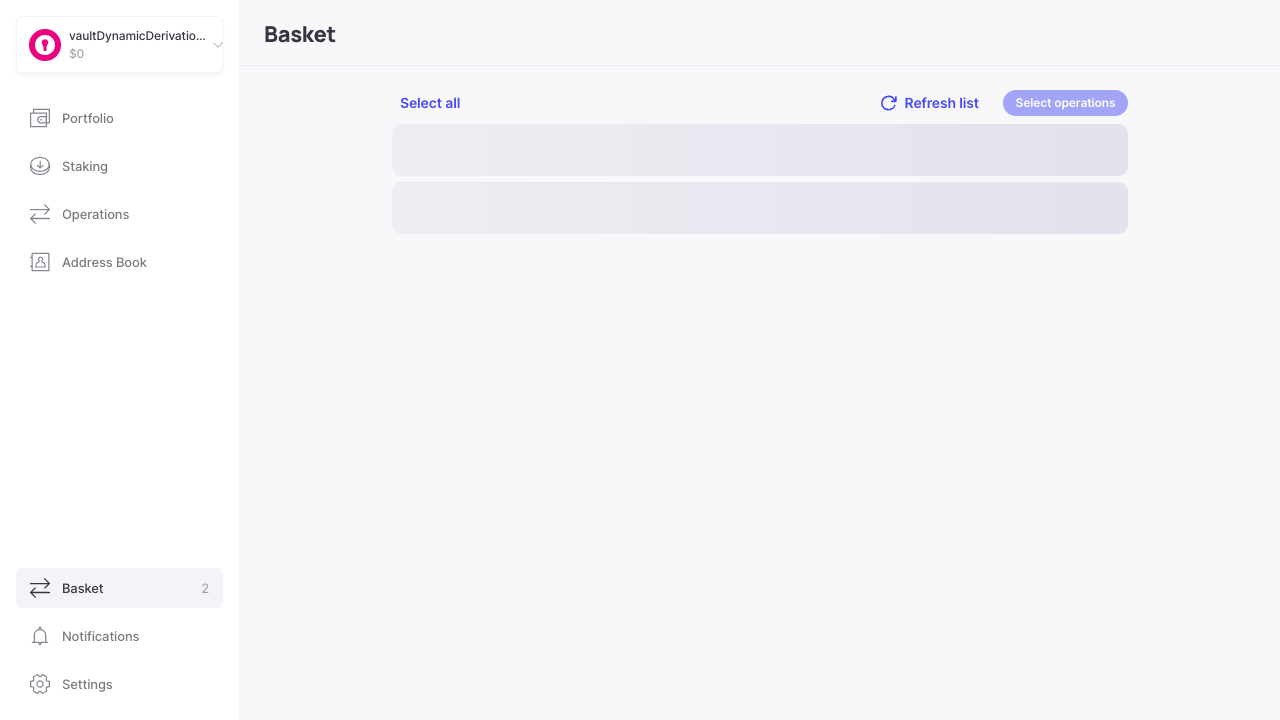 vaultDynamicDerivatio...
$0
Portfolio
Staking
Operations
Address Book
Basket 2
Notifications
Settings
Basket
Select all
Refresh list
Select operations